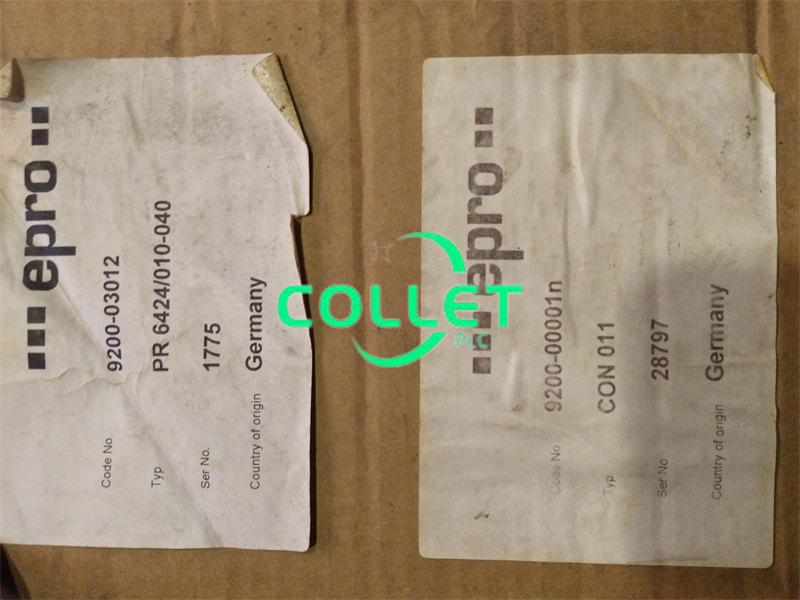 epro
Code No. 9200-03012
Typ PR 6424/010-040
Ser No. 1775
Country of origin Germany
epro
Code No 9200-00001n
Typ CON 011
Ser No 28797
Country of origin Germany
COLLET
PLC